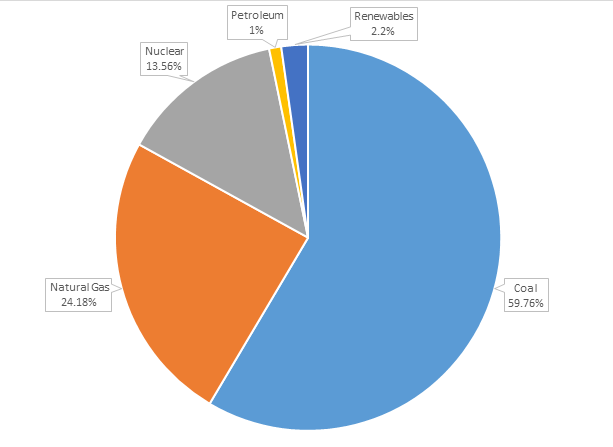 Petroleum
1%
Renewables
2.2%
Nuclear
13.56%
Natural Gas
24.18%
Coal
59.76%